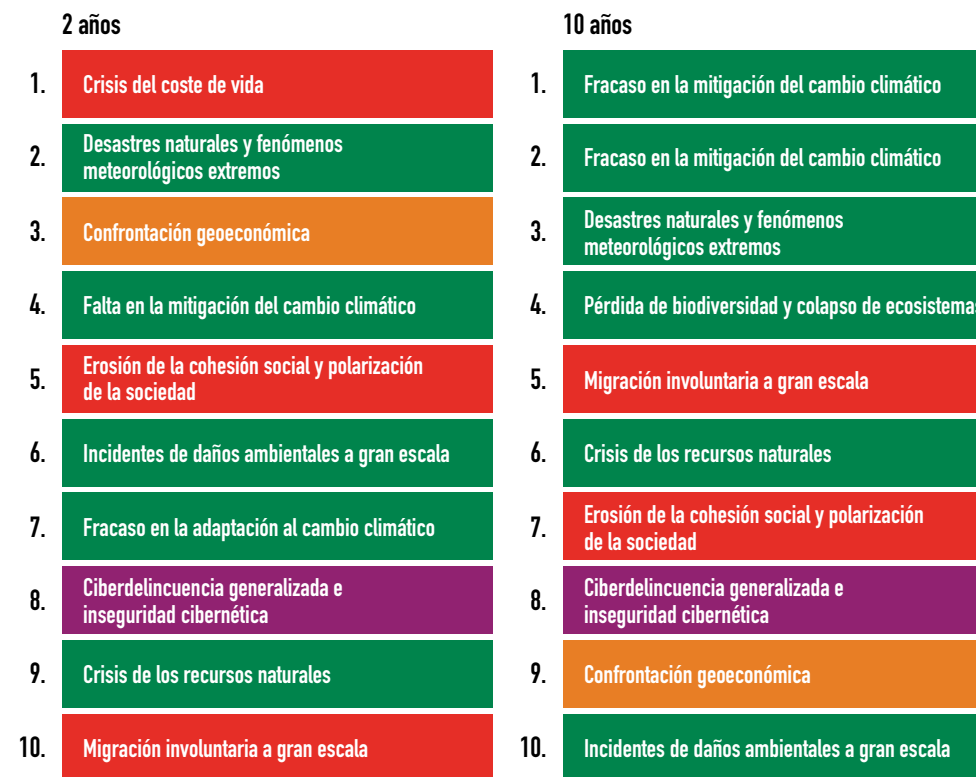 2 años
1. Crisis del coste de vida
2. Desastres naturales y fenómenos
meteorológicos extremos
3. Confrontación geoeconómica
4. Falta en la mitigación del cambio climático
5. Erosión de la cohesión social y polarización
de la sociedad
6. Incidentes de daños ambientales a gran escala
7. Fracaso en la adaptación al cambio climático
8. Ciberdelincuencia generalizada e
inseguridad cibernética
9. Crisis de los recursos naturales
10. Migración involuntaria a gran escala
10 años
1. Fracaso en la mitigación del cambio climático
2. Fracaso en la mitigación del cambio climático
3. Desastres naturales y fenómenos
meteorológicos extremos
4. Pérdida de biodiversidad y colapso de ecosistemas
5. Migración involuntaria a gran escala
6. Crisis de los recursos naturales
7. Erosión de la cohesión social y polarización
de la sociedad
8. Ciberdelincuencia generalizada e
inseguridad cibernética
9. Confrontación geoeconómica
10. Incidentes de daños ambientales a gran escala